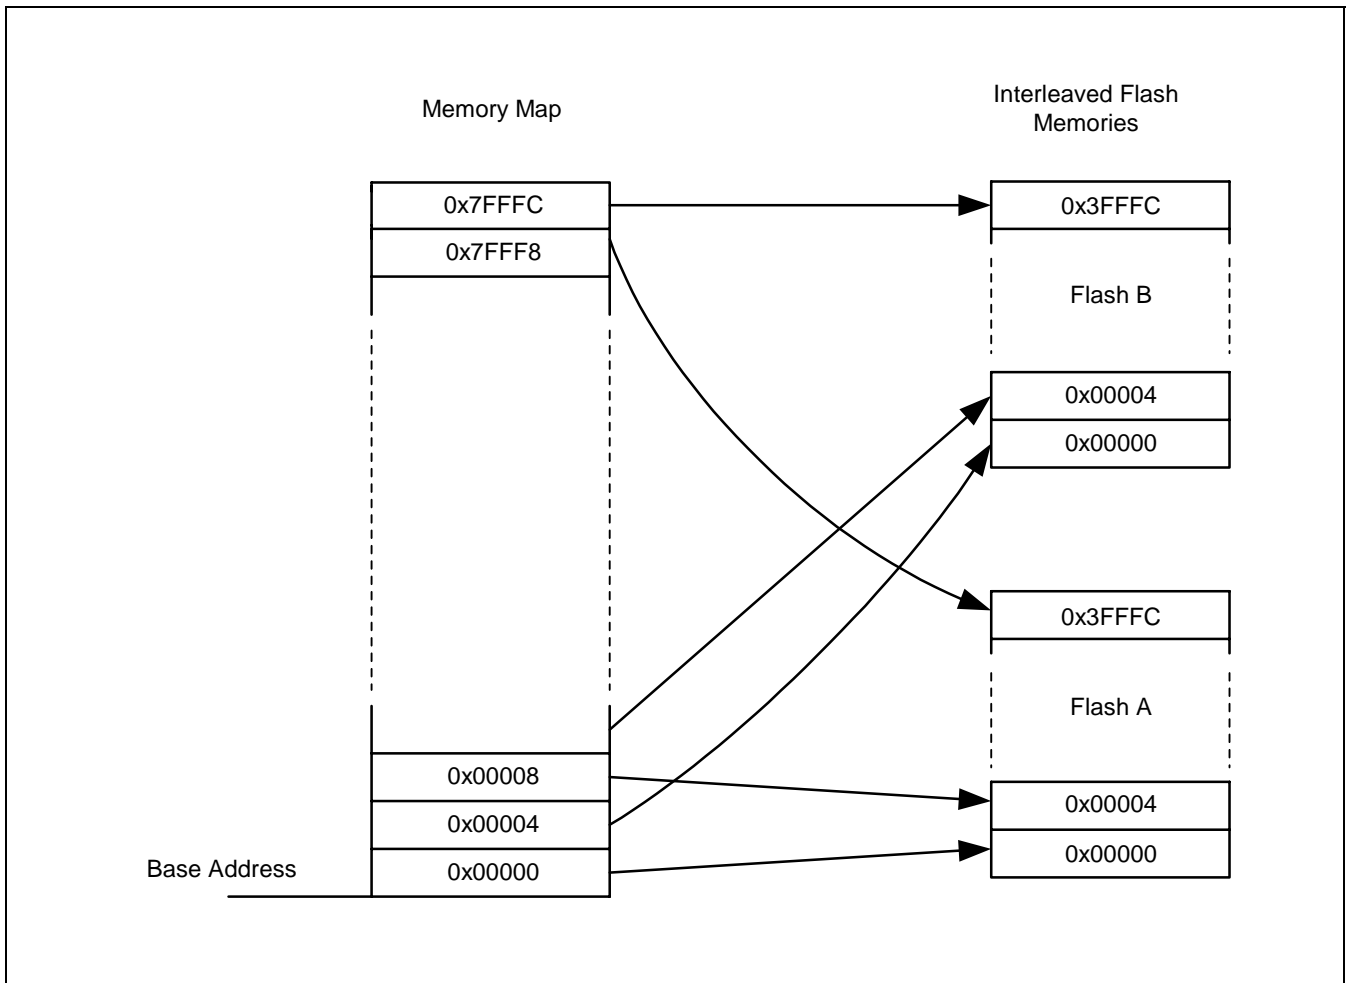 Memory Map
Interleaved Flash
Memories
0x7FFFC
0x7FFF8
0x00008
0x00004
0x00000
Base Address
0x3FFFC
Flash B
0x00004
0x00000
0x3FFFC
Flash A
0x00004
0x00000